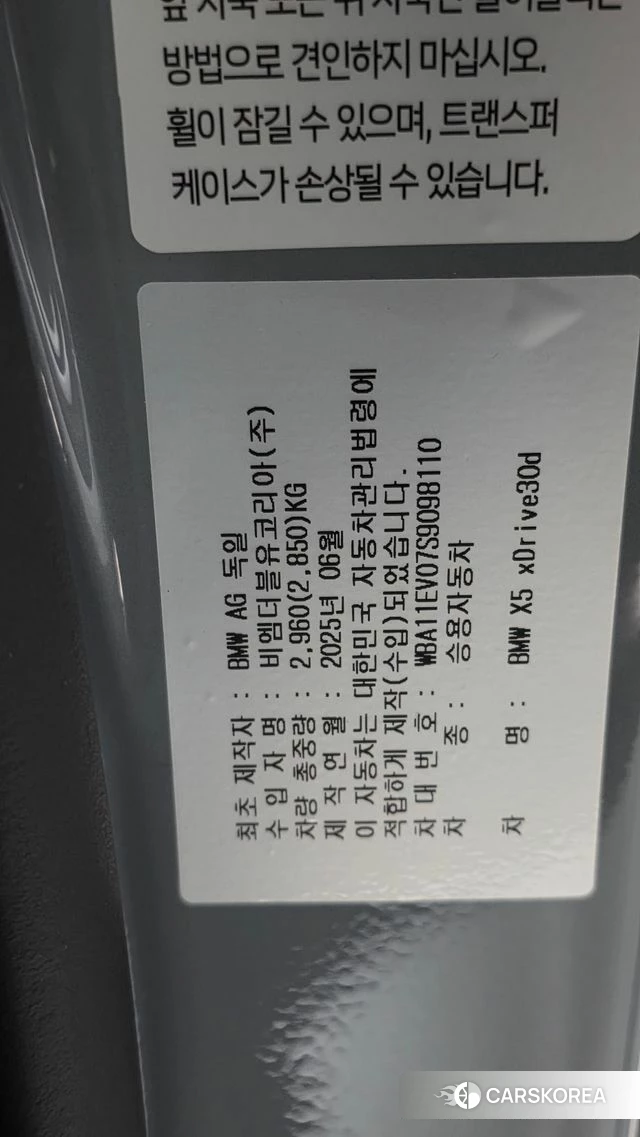 방법으로 견인하지 마십시오.
휠이 잠길 수 있으며, 트랜스퍼
케이스가 손상될 수 있습니다.
최초 제작자 : BMW AG 독일
수 입 자 명 : 비엠더블유코리아(주)
차량 총중량 : 2,960(2,850)KG
제 작 연 월 : 2025년 06월
이 자동차는 대한민국 자동차관리법령에
적합하게 제작(수입)되었습니다.
차 대 번 호 : WBA11EV07S9098110
차 종 : 승용자동차
차 명 : BMW X5 xDrive30d
CARSKOREA